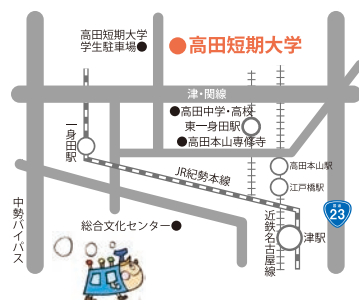 高田短期大学
学生駐車場●
●高田短期大学
津・関線
●高田中学・高校
東一身田駅
●高田本山専修寺
一身田駅
高田本山駅
JR紀勢本線
江戸橋駅
中勢バイパス
総合文化センター●
近鉄名古屋線
23
津駅